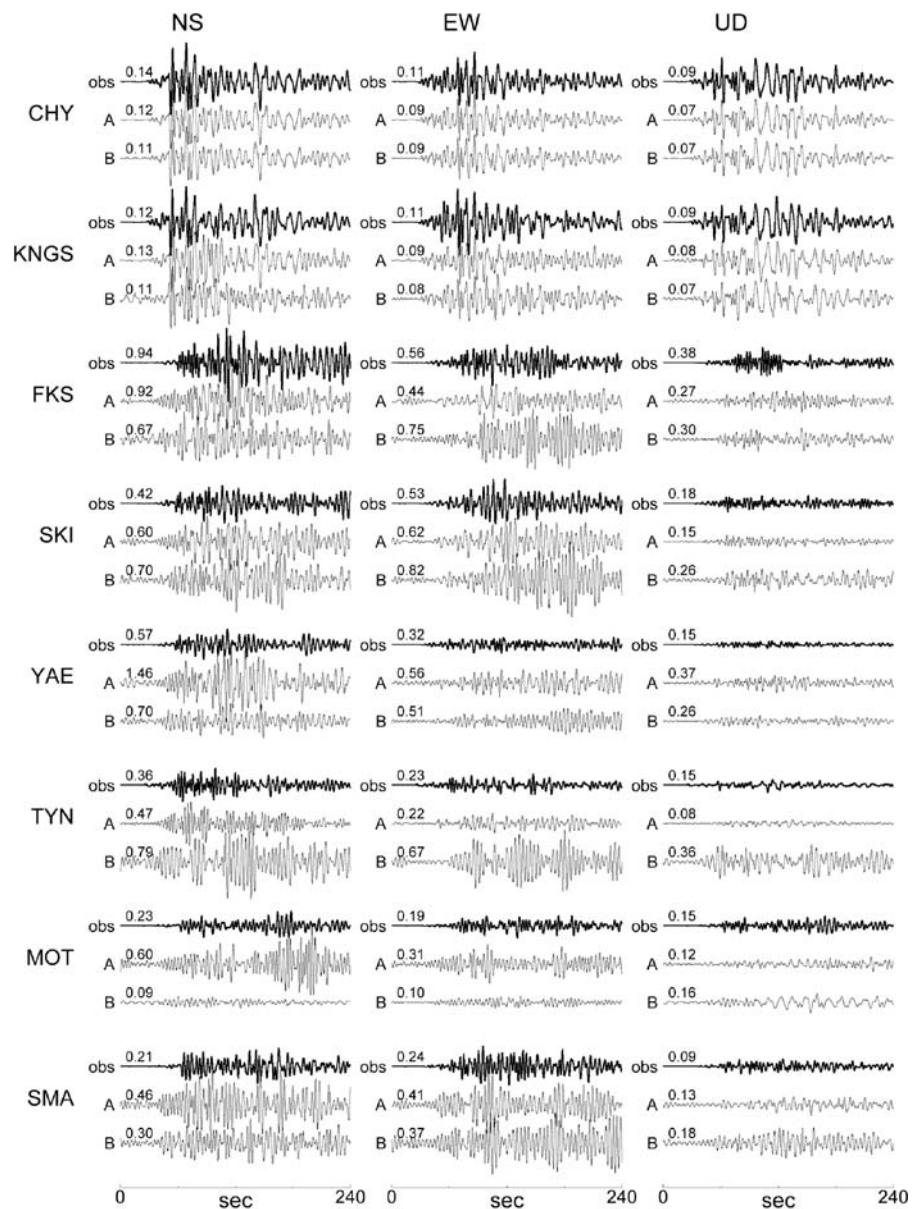 NS EW UD
obs 0.14 obs 0.11 obs 0.09
CHY A 0.12 A 0.09 A 0.07
B 0.11 B 0.09 B 0.07
obs 0.12 obs 0.11 obs 0.09
KNGS A 0.13 A 0.09 A 0.08
B 0.11 B 0.08 B 0.07
obs 0.94 obs 0.56 obs 0.38
FKS A 0.92 A 0.44 A 0.27
B 0.67 B 0.75 B 0.30
obs 0.42 obs 0.53 obs 0.18
SKI A 0.60 A 0.62 A 0.15
B 0.70 B 0.82 B 0.26
obs 0.57 obs 0.32 obs 0.15
YAE A 1.46 A 0.56 A 0.37
B 0.70 B 0.51 B 0.26
obs 0.36 obs 0.23 obs 0.15
TYN A 0.47 A 0.22 A 0.08
B 0.79 B 0.67 B 0.36
obs 0.23 obs 0.19 obs 0.15
MOT A 0.60 A 0.31 A 0.12
B 0.09 B 0.10 B 0.16
obs 0.21 obs 0.24 obs 0.09
SMA A 0.46 A 0.41 A 0.13
B 0.30 B 0.37 B 0.18
0 sec 240 0 sec 240 0 sec 240